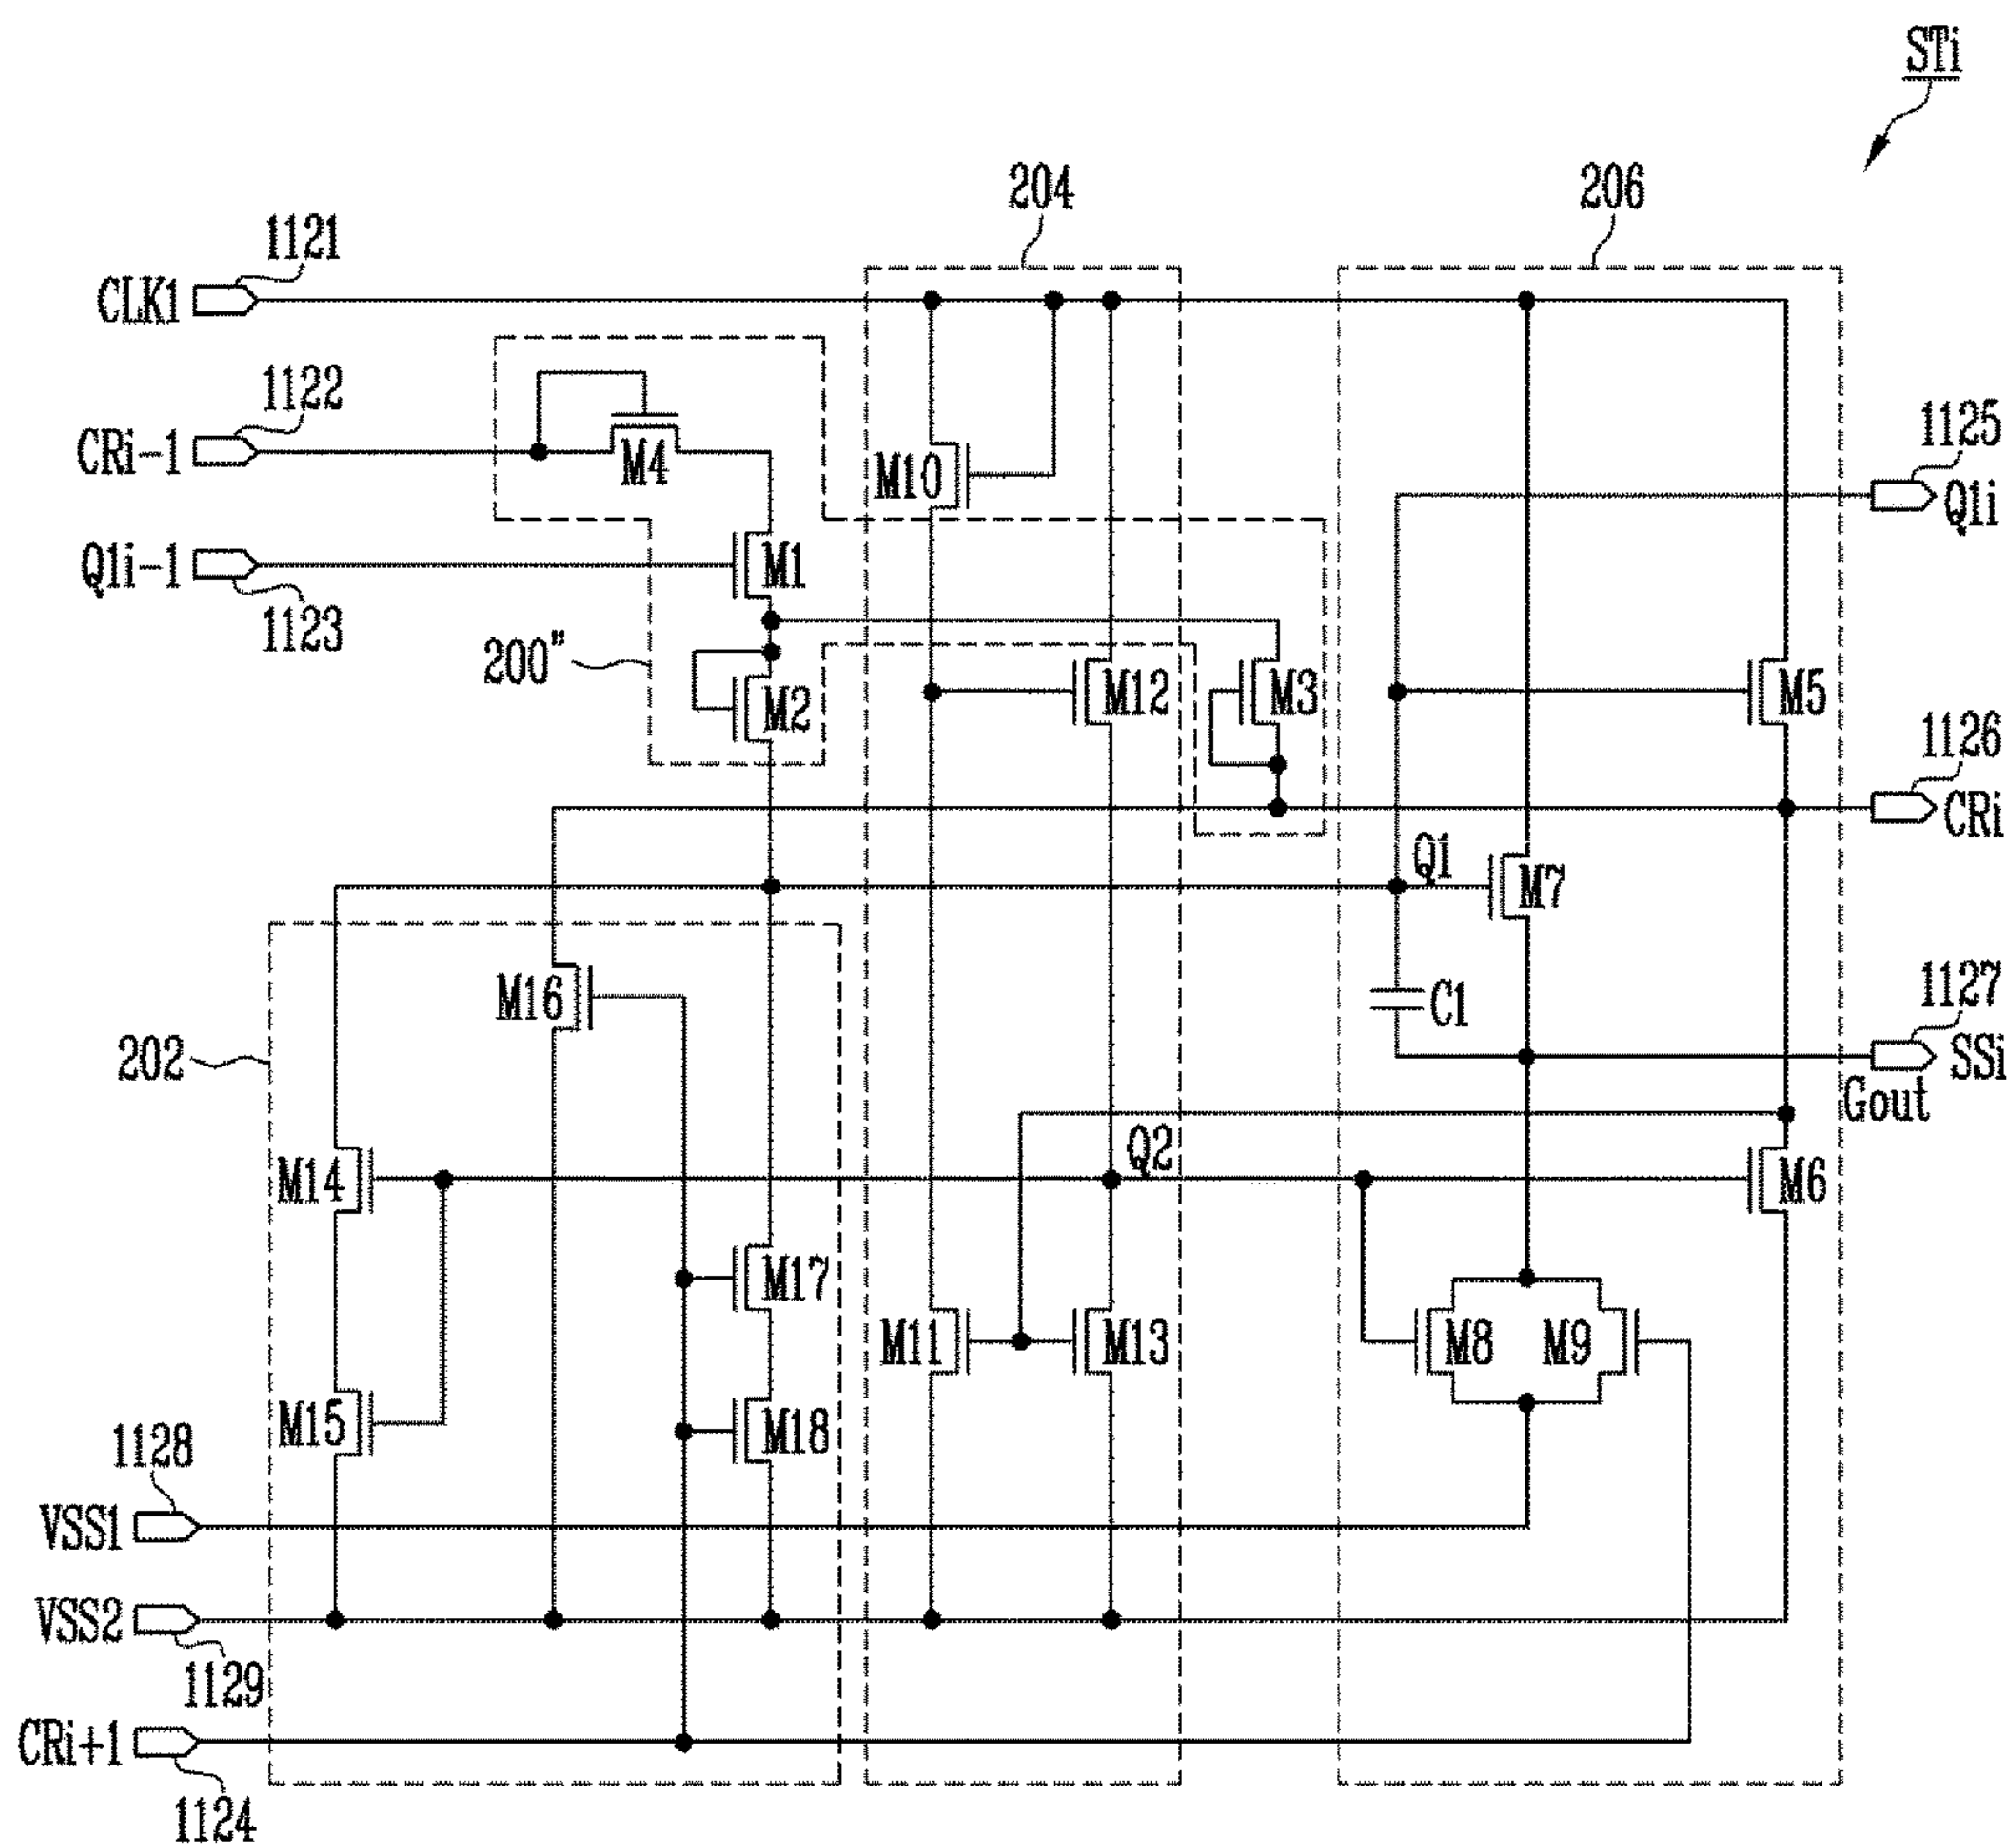 STi
204
206
1121
CLK1
1122
CRi-1
M4
M10
1125
Q1i
Q1i-1
1123
M1
200"
M2
M12
M3
M5
1126
CRi
Q1
M7
M16
C1
1127
SSi
Gout
202
Q2
M14
M6
M17
M11
M13
M8
M9
M15
M18
1128
VSS1
VSS2
1129
CRi+1
1124